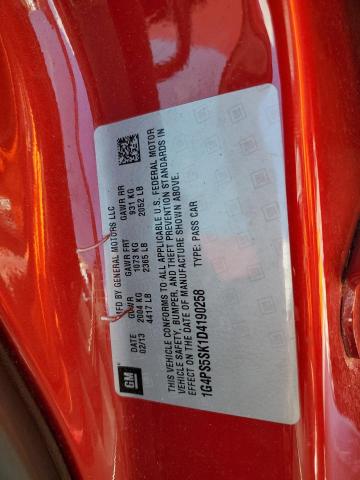 MFD BY GENERAL MOTORS LLC
02/13
GVWR
2004 KG
4417 LB
GAWR FRT
1073 KG
2365 LB
GAWR RR
931 KG
2052 LB
THIS VEHICLE CONFORMS TO ALL APPLICABLE U.S. FEDERAL MOTOR
VEHICLE SAFETY, BUMPER, AND THEFT PREVENTION STANDARDS IN
EFFECT ON THE DATE OF MANUFACTURE SHOWN ABOVE.
1G4PS5SK1D4190258 TYPE: PASS CAR
GM